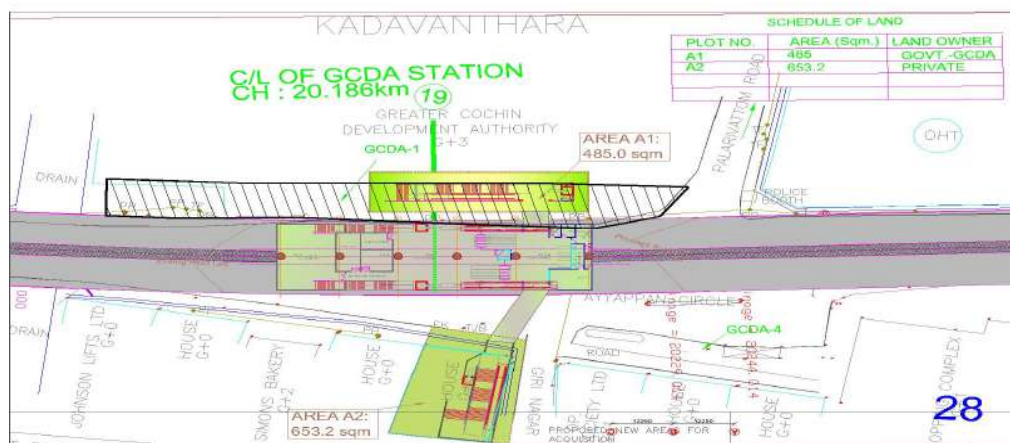 KADAVANTHARA
SCHEDULE OF LAND
PLOT NO. AREA (Sqm.) LAND OWNER
A1 485 GOVT.-GCDA
A2 653.2 PRIVATE
C/L OF GCDA STATION
CH : 20.186km
19
GREATER COCHIN
DEVELOPMENT AUTHORITY
G+3
GCDA-1
AREA A1:
485.0 sqm
PALARIVATTOM ROAD
OHT
DRAIN
POLICE
BOOTH
ATTAPPAN CIRCLE
GCDA-4
ROAD
DRAIN
JOHNSON LIFTS LTD
G+0
HOUSE
G+0
SIMONS BAKERY
G+2
HOUSE
G+0
HOUSE
GIRI NAGAR
HOUSE
G+0
COMPLEX
AREA A2:
653.2 sqm
12250 12250
PROPOSED NEW AREA FOR
ACQUISITION
28